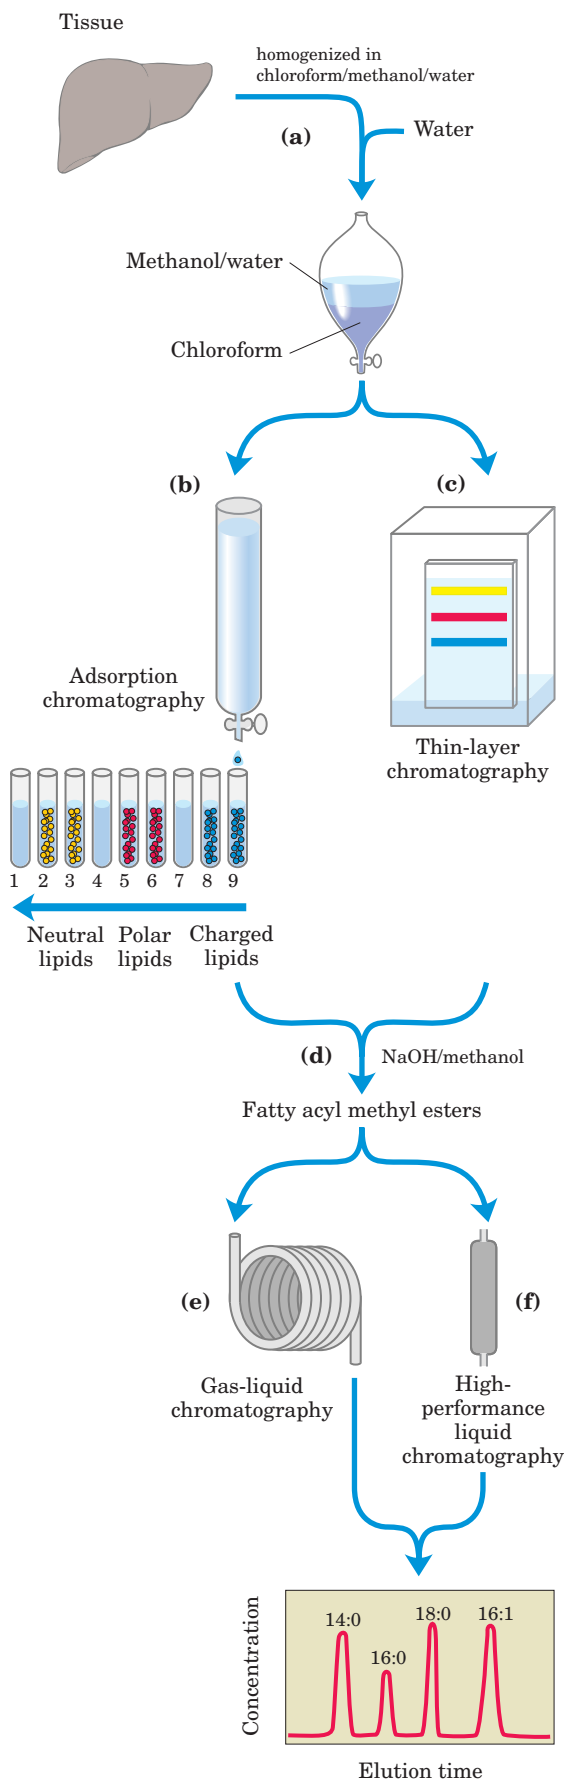 Tissue
homogenized in
chloroform/methanol/water
(a)
Water
Methanol/water
Chloroform
(b)
(c)
Adsorption
chromatography
Thin-layer
chromatography
1 2 3 4 5 6 7 8 9
Neutral
lipids
Polar
lipids
Charged
lipids
(d)
NaOH/methanol
Fatty acyl methyl esters
(e)
(f)
Gas-liquid
chromatography
High-
performance
liquid
chromatography
Concentration
14:0
16:0
18:0
16:1
Elution time